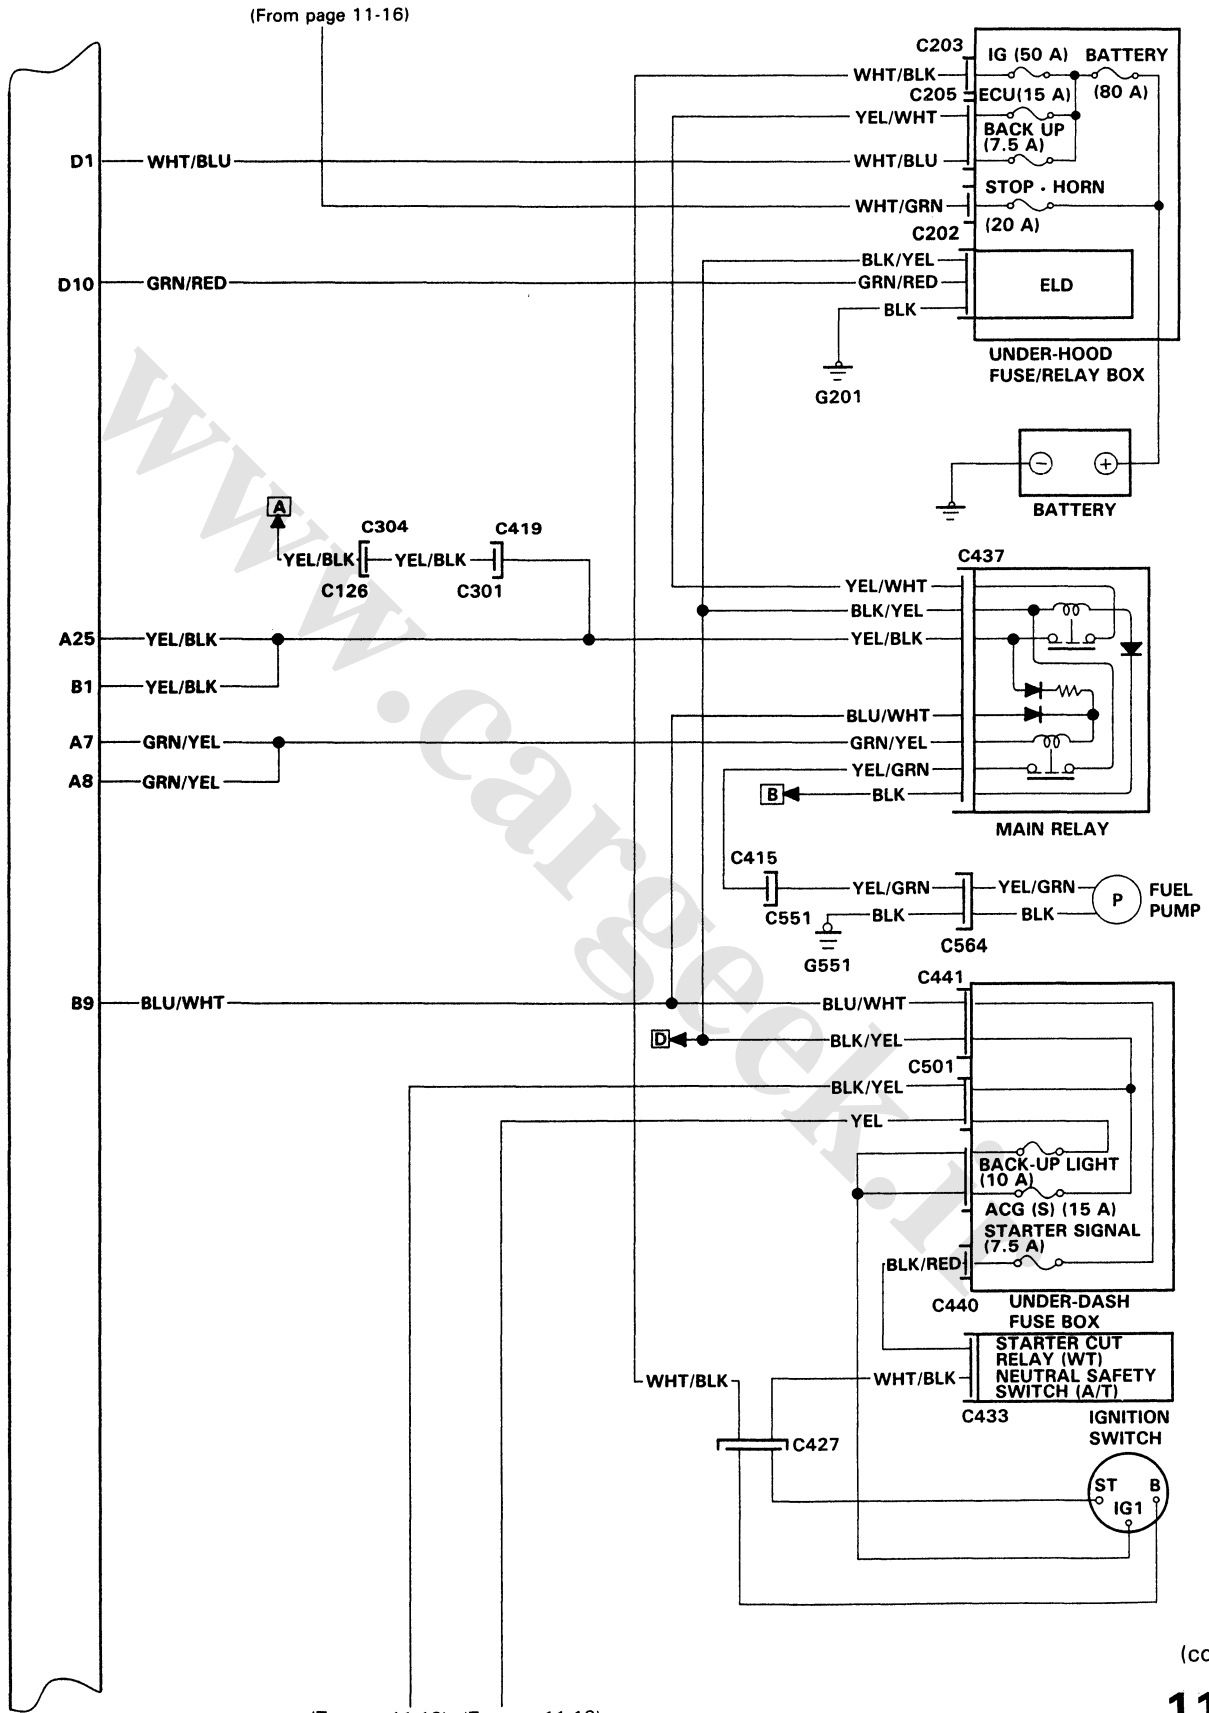 (From page 11-16)
C203
IG (50 A)
BATTERY
WHT/BLK
(80 A)
C205
ECU(15 A)
YEL/WHT
BACK UP
(7.5 A)
D1
WHT/BLU
WHT/BLU
STOP · HORN
WHT/GRN
(20 A)
C202
BLK/YEL
D10
GRN/RED
GRN/RED
ELD
BLK
UNDER-HOOD
FUSE/RELAY BOX
G201
BATTERY
A
C304
C419
YEL/BLK
YEL/BLK
C126
C301
C437
YEL/WHT
BLK/YEL
A25
YEL/BLK
YEL/BLK
B1
YEL/BLK
BLU/WHT
A7
GRN/YEL
GRN/YEL
YEL/GRN
A8
GRN/YEL
B
BLK
MAIN RELAY
C415
YEL/GRN
YEL/GRN
P
FUEL
PUMP
C551
BLK
BLK
C564
G551
C441
B9
BLU/WHT
BLU/WHT
D
BLK/YEL
C501
BLK/YEL
YEL
BACK-UP LIGHT
(10 A)
ACG (S) (15 A)
STARTER SIGNAL
(7.5 A)
BLK/RED
C440
UNDER-DASH
FUSE BOX
STARTER CUT
RELAY (WT)
NEUTRAL SAFETY
SWITCH (A/T)
WHT/BLK
WHT/BLK
C433
IGNITION
SWITCH
C427
ST
B
IG1
www.cargeek.ir
(cc
11